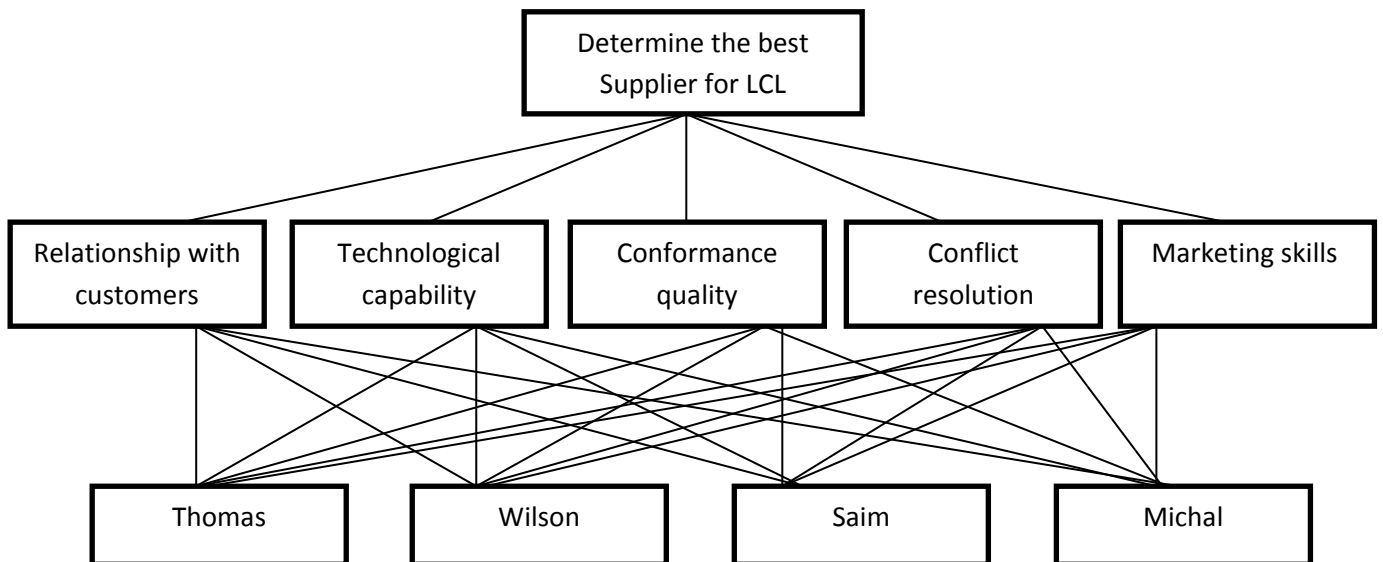 Determine the best
Supplier for LCL
Relationship with
customers
Technological
capability
Conformance
quality
Conflict
resolution
Marketing skills
Thomas
Wilson
Saim
Michal